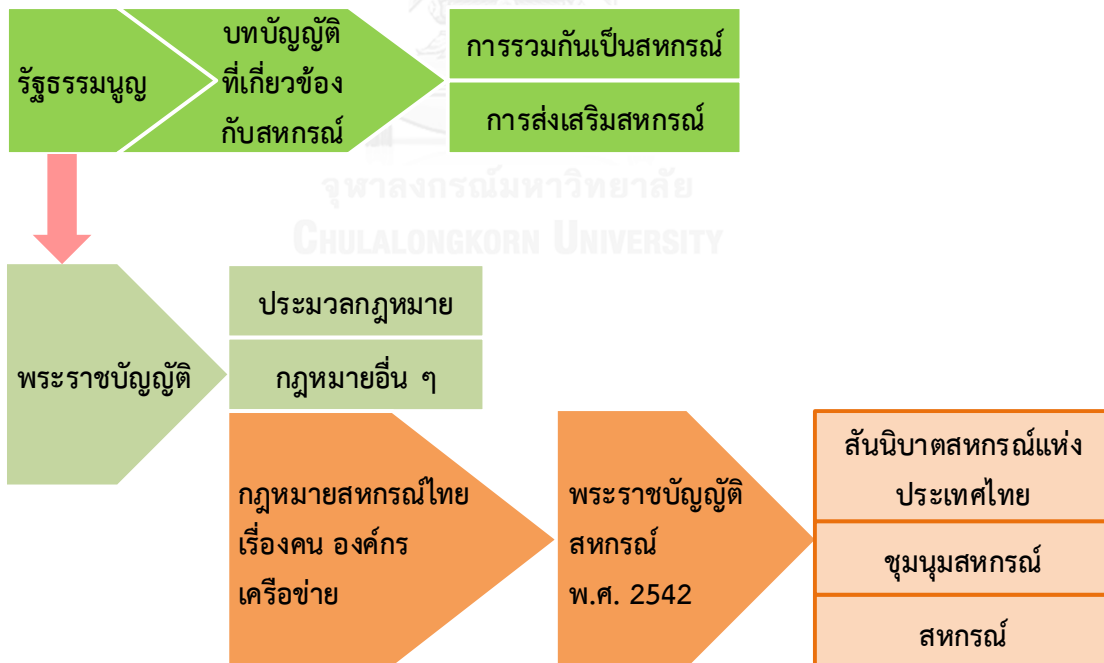 รัฐธรรมนูญ
บทบัญญัติ
ที่เกี่ยวข้อง
กับสหกรณ์
การรวมกันเป็นสหกรณ์
การส่งเสริมสหกรณ์
จุฬาลงกรณ์มหาวิทยาลัย
CHULALONGKORN UNIVERSITY
พระราชบัญญัติ
ประมวลกฎหมาย
กฎหมายอื่น ๆ
กฎหมายสหกรณ์ไทย
เรื่องคน องค์กร
เครือข่าย
พระราชบัญญัติ
สหกรณ์
พ.ศ. 2542
สันนิบาตสหกรณ์แห่ง
ประเทศไทย
ชุมนุมสหกรณ์
สหกรณ์